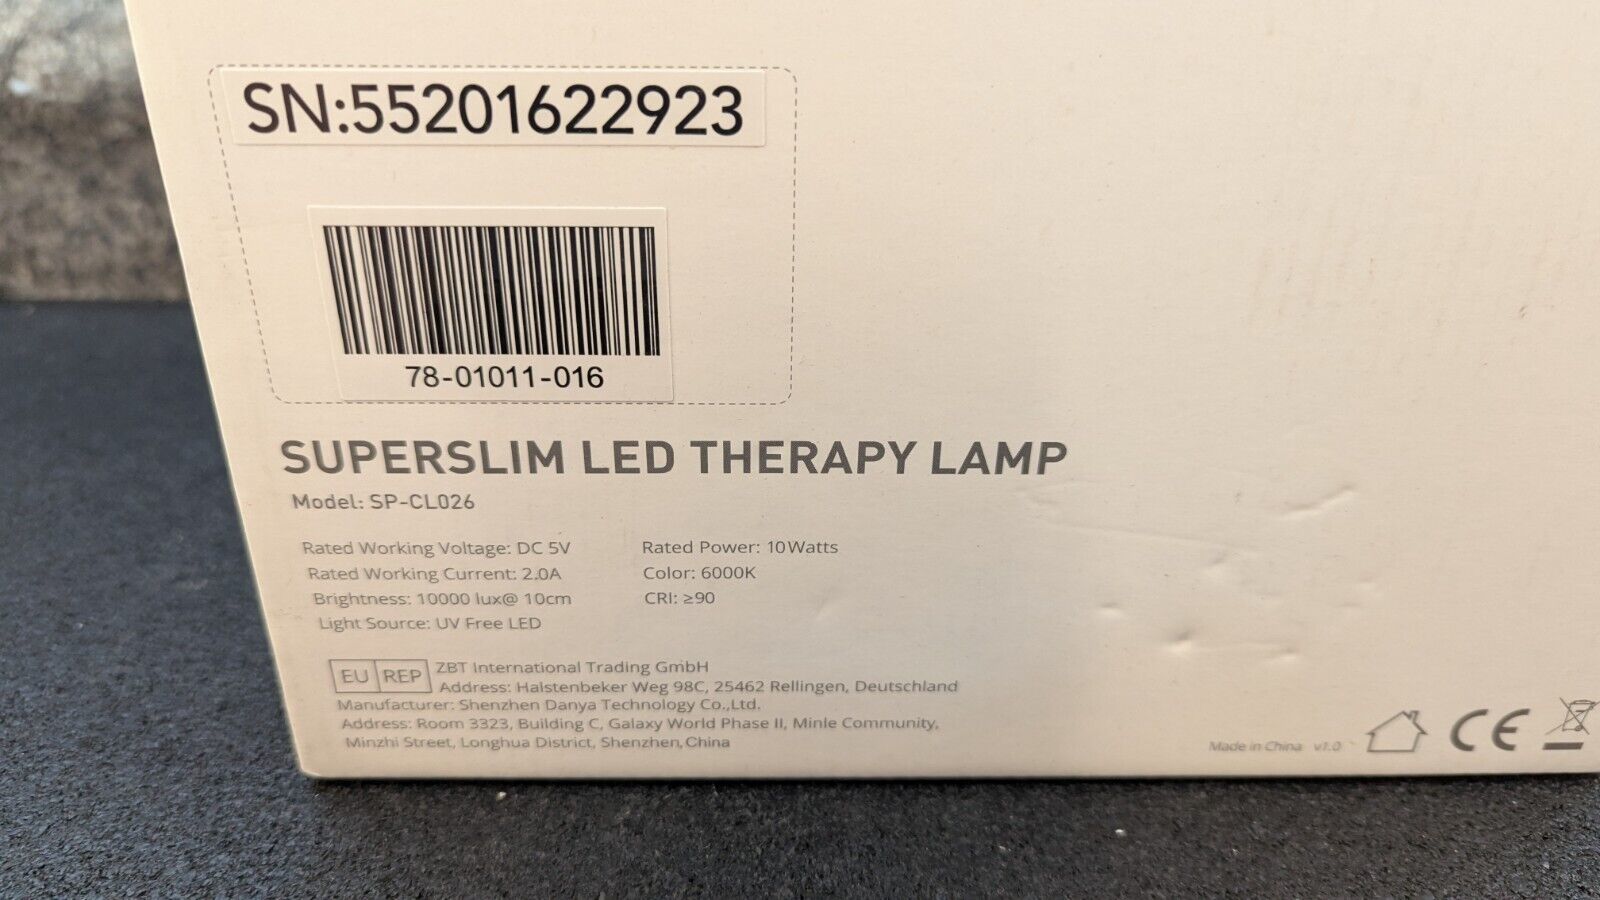 SN:55201622923
78-01011-016
SUPERSLIM LED THERAPY LAMP
Model: SP-CL026
Rated Working Voltage: DC 5V
Rated Working Current: 2.0A
Brightness: 10000 lux@ 10cm
Light Source: UV Free LED
Rated Power: 10Watts
Color: 6000K
CRI: ≥90
EU REP
ZBT International Trading GmbH
Address: Halstenbeker Weg 98C, 25462 Rellingen, Deutschland
Manufacturer: Shenzhen Danya Technology Co.,Ltd.
Address: Room 3323, Building C, Galaxy World Phase II, Minle Community,
Minzhi Street, Longhua District, Shenzhen, China
Made in China v1.0
CE